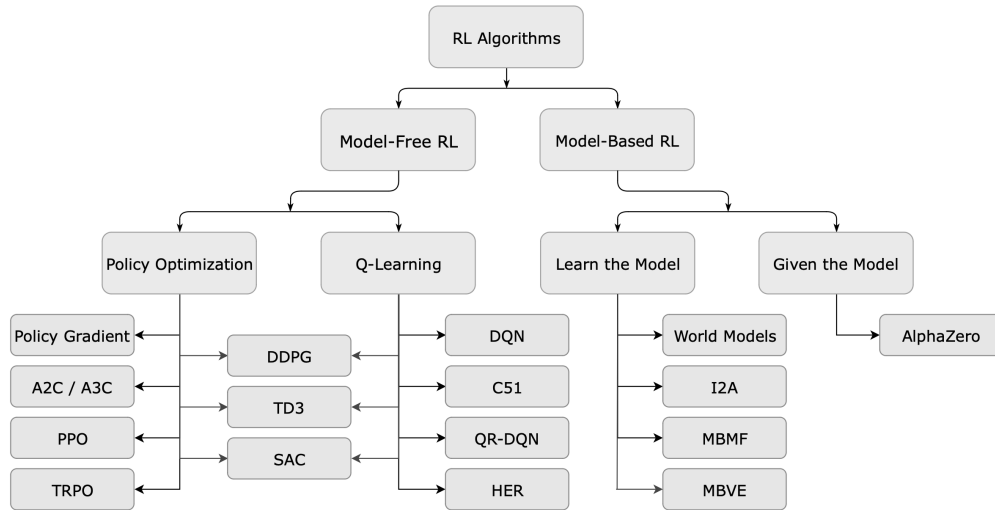 RL Algorithms
Model-Free RL
Model-Based RL
Policy Optimization
Q-Learning
Learn the Model
Given the Model
Policy Gradient
DDPG
DQN
World Models
AlphaZero
A2C / A3C
TD3
C51
I2A
PPO
SAC
QR-DQN
MBMF
TRPO
HER
MBVE